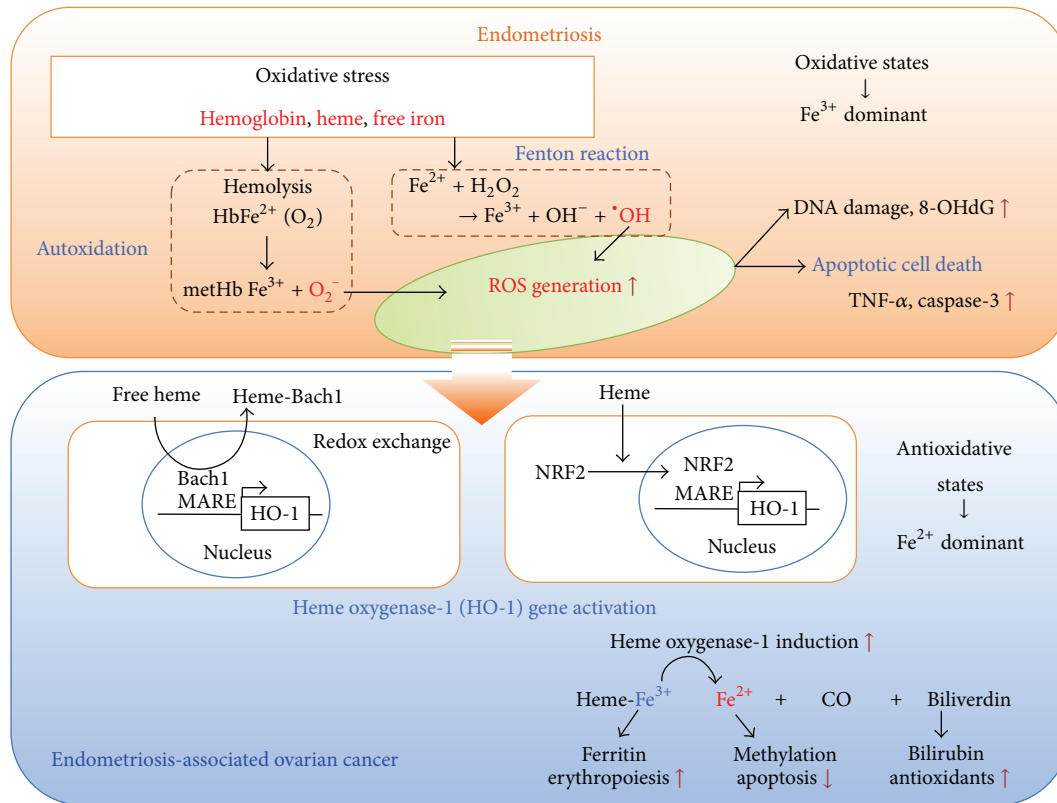 Endometriosis
Oxidative stress
Hemoglobin, heme, free iron
Oxidative states
↓
Fe³⁺ dominant
Fenton reaction
Fe²⁺ + H₂O₂
→ Fe³⁺ + OH⁻ + •OH
Hemolysis
HbFe²⁺ (O₂)
Autoxidation
metHb Fe³⁺ + O₂⁻
ROS generation ↑
DNA damage, 8-OHdG ↑
Apoptotic cell death
TNF-α, caspase-3 ↑
Free heme
Heme-Bach1
Redox exchange
Bach1
MARE
HO-1
Nucleus
Heme
NRF2
NRF2
MARE
HO-1
Nucleus
Antioxidative
states
↓
Fe²⁺ dominant
Heme oxygenase-1 (HO-1) gene activation
Heme oxygenase-1 induction ↑
Heme-Fe³⁺ Fe²⁺ + CO + Biliverdin
Ferritin
erythropoiesis ↑
Methylation
apoptosis ↓
Bilirubin
antioxidants ↑
Endometriosis-associated ovarian cancer